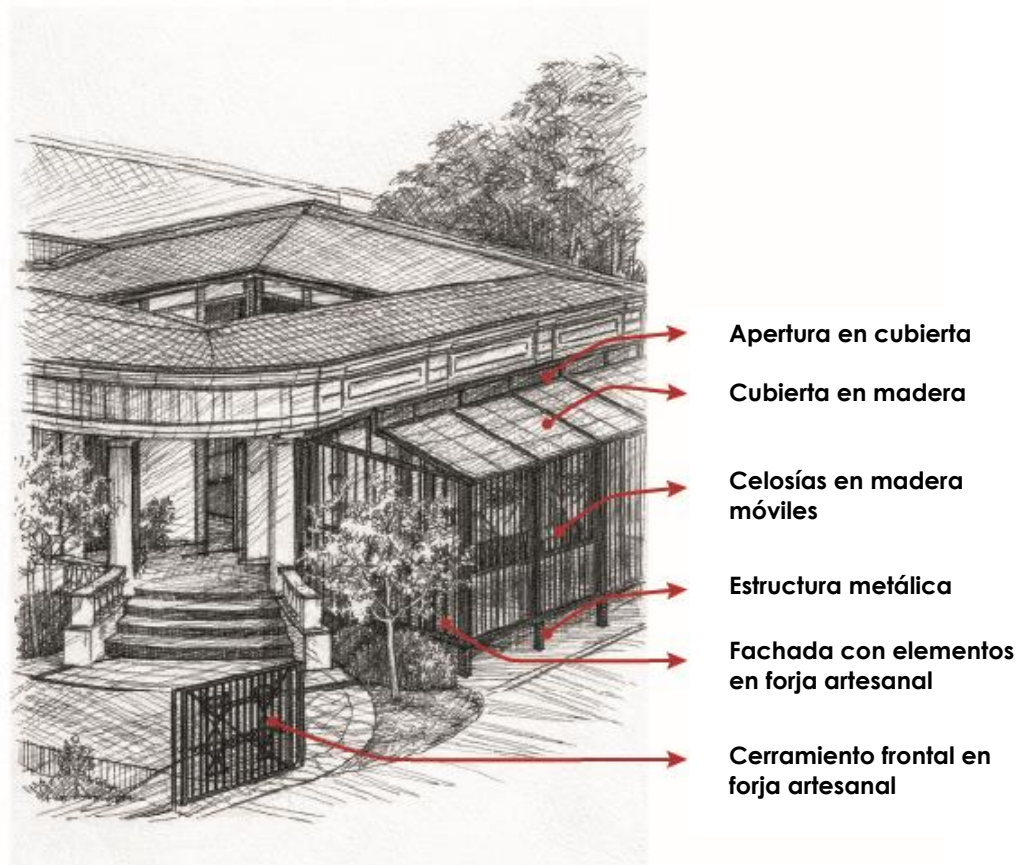 Apertura en cubierta
Cubierta en madera
Celosías en madera
móviles
Estructura metálica
Fachada con elementos
en forja artesanal
Cerramiento frontal en
forja artesanal